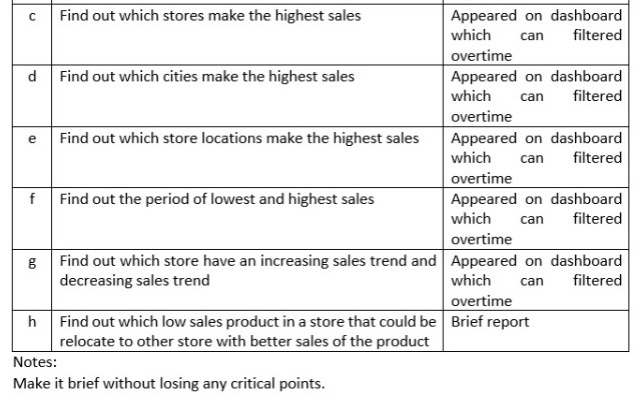 c Find out which stores make the highest sales Appeared on dashboard
which can filtered
overtime
d Find out which cities make the highest sales Appeared on dashboard
which can filtered
overtime
e Find out which store locations make the highest sales Appeared on dashboard
which can filtered
overtime
f Find out the period of lowest and highest sales Appeared on dashboard
which can filtered
overtime
g Find out which store have an increasing sales trend and Appeared on dashboard
decreasing sales trend which can filtered
overtime
h Find out which low sales product in a store that could be Brief report
relocate to other store with better sales of the product
Notes:
Make it brief without losing any critical points.